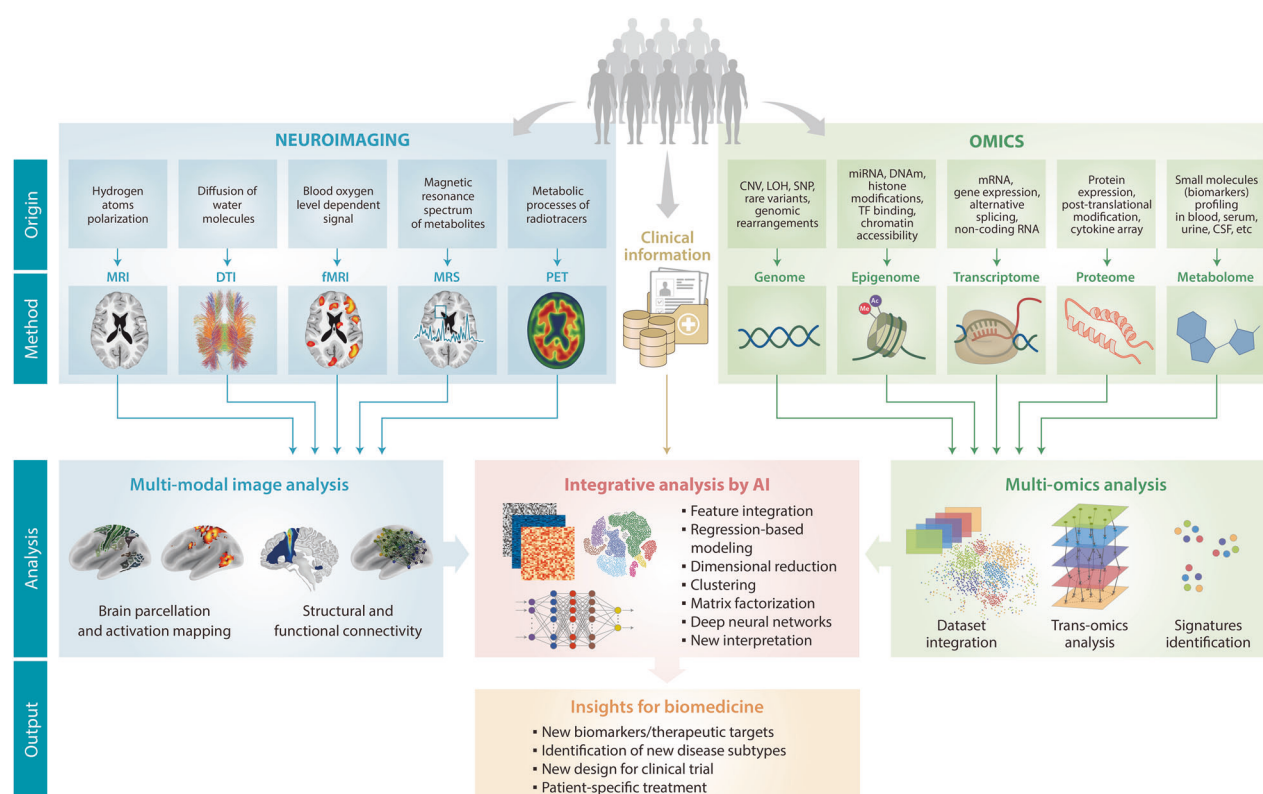 NEUROIMAGING
OMICS
Origin
Hydrogen
atoms
polarization
Diffusion of
water
molecules
Blood oxygen
level dependent
signal
Magnetic
resonance
spectrum
of metabolites
Metabolic
processes of
radiotracers
Clinical
information
CNV, LOH, SNP,
rare variants,
genomic
rearrangements
miRNA, DNAm,
histone
modifications,
TF binding,
chromatin
accessibility
mRNA,
gene expression,
alternative
splicing,
non-coding RNA
Protein
expression,
post-translational
modification,
cytokine array
Small molecules
(biomarkers)
profiling
in blood, serum,
urine, CSF, etc
Method
MRI
DTI
fMRI
MRS
PET
Genome
Epigenome
Transcriptome
Proteome
Metabolome
Me
Ac
Analysis
Multi-modal image analysis
Brain parcellation
and activation mapping
Structural and
functional connectivity
Integrative analysis by AI
▪ Feature integration
▪ Regression-based
modeling
▪ Dimensional reduction
▪ Clustering
▪ Matrix factorization
▪ Deep neural networks
▪ New interpretation
Multi-omics analysis
Dataset
integration
Trans-omics
analysis
Signatures
identification
Output
Insights for biomedicine
▪ New biomarkers/therapeutic targets
▪ Identification of new disease subtypes
▪ New design for clinical trial
▪ Patient-specific treatment